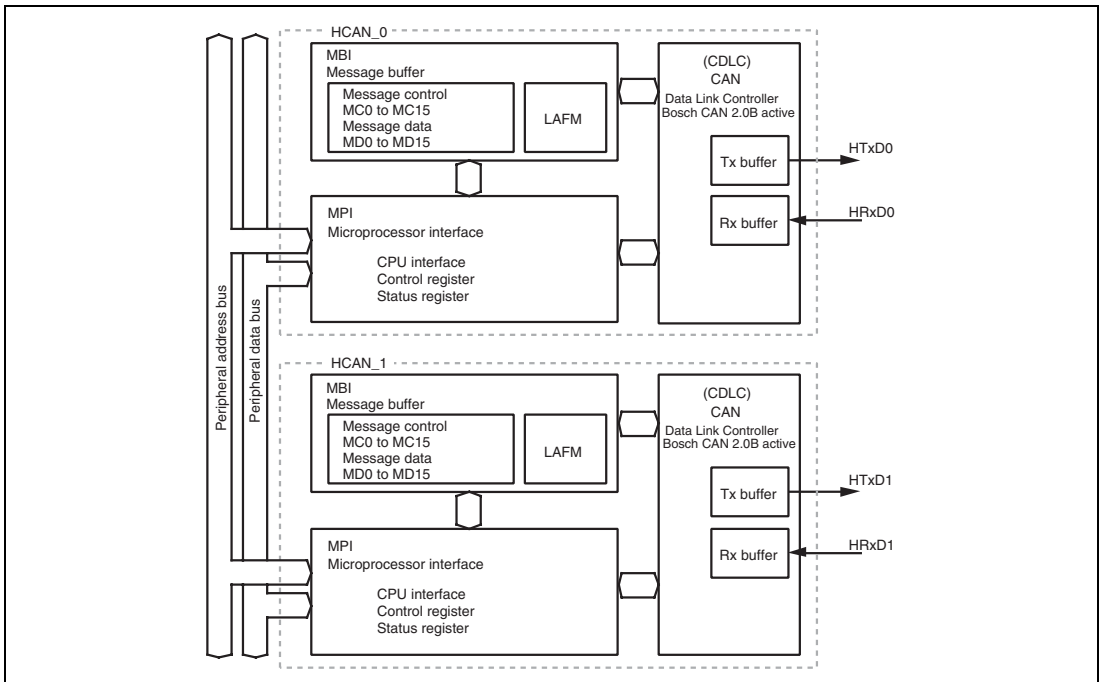 Peripheral address bus
Peripheral data bus
HCAN_0
MBI
Message buffer
Message control
MC0 to MC15
Message data
MD0 to MD15
LAFM
MPI
Microprocessor interface
CPU interface
Control register
Status register
(CDLC)
CAN
Data Link Controller
Bosch CAN 2.0B active
Tx buffer
Rx buffer
HTxD0
HRxD0
HCAN_1
MBI
Message buffer
Message control
MC0 to MC15
Message data
MD0 to MD15
LAFM
MPI
Microprocessor interface
CPU interface
Control register
Status register
(CDLC)
CAN
Data Link Controller
Bosch CAN 2.0B active
Tx buffer
Rx buffer
HTxD1
HRxD1